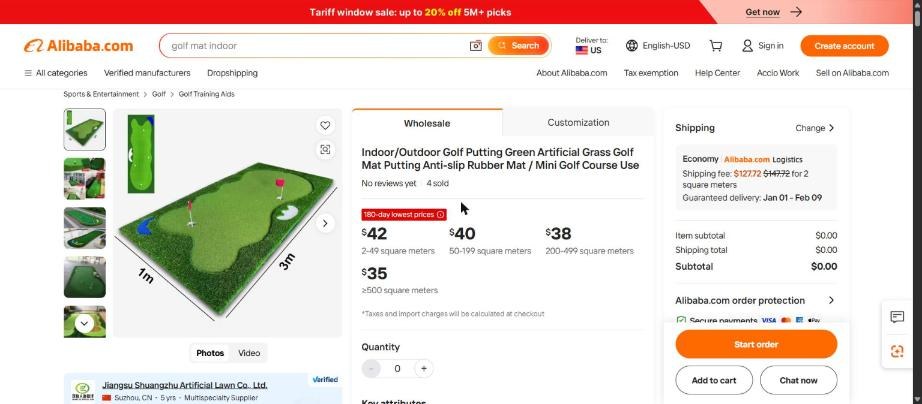 Tariff window sale: up to 20% off 5M+ picks
Get now
Alibaba.com
golf mat indoor
Search
Deliver to:
US
English-USD
Sign in
Create account
All categories
Verified manufacturers
Dropshipping
About Alibaba.com
Tax exemption
Help Center
Accio Work
Sell on Alibaba.com
Sports & Entertainment > Golf > Golf Training Aids
1m
3m
Photos
Video
Jiangsu Shuangzhu Artificial Lawn Co., Ltd.
Verified
Suzhou, CN · 5 yrs · Multispecialty Supplier
Wholesale
Customization
Indoor/Outdoor Golf Putting Green Artificial Grass Golf
Mat Putting Anti-slip Rubber Mat / Mini Golf Course Use
No reviews yet
4 sold
180-day lowest prices
$42
2-49 square meters
$40
50-199 square meters
$38
200-499 square meters
$35
≥500 square meters
*Taxes and import charges will be calculated at checkout
Quantity
- 0 +
Key attributes
Shipping
Change >
Economy Alibaba.com Logistics
Shipping fee: $127.72 $147.72 for 2
square meters
Guaranteed delivery: Jan 01 - Feb 09
Item subtotal $0.00
Shipping total $0.00
Subtotal $0.00
Alibaba.com order protection >
Secure payments VISA
Pay
Start order
Add to cart
Chat now